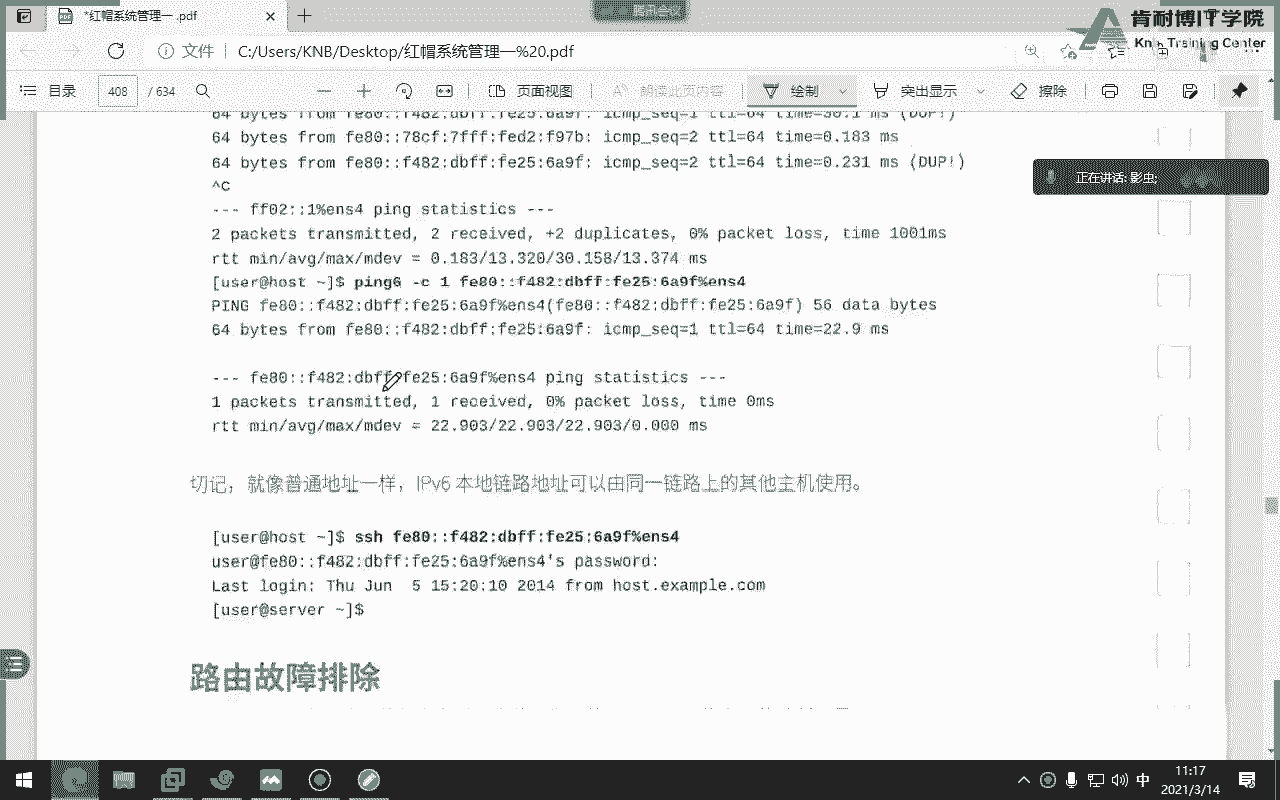 *红帽系统管理一 .pdf
腾讯会议
肯耐博IT学院
Knb Training Center
文件 | C:/Users/KNB/Desktop/红帽系统管理一%20.pdf
目录 408 / 634 页面视图 朗读此页内容 绘制 突出显示 擦除
64 bytes from fe80::f482:dbff:fe25:6a9f: icmp_seq=1 ttl=64 time=30.1 ms (DUP!)
64 bytes from fe80::78cf:7fff:fed2:f97b: icmp_seq=2 ttl=64 time=0.183 ms
64 bytes from fe80::f482:dbff:fe25:6a9f: icmp_seq=2 ttl=64 time=0.231 ms (DUP!)
正在讲话: 影虫;
^C
--- ff02::1%ens4 ping statistics ---
2 packets transmitted, 2 received, +2 duplicates, 0% packet loss, time 1001ms
rtt min/avg/max/mdev = 0.183/13.320/30.158/13.374 ms
[user@host ~]$ ping6 -c 1 fe80::f482:dbff:fe25:6a9f%ens4
PING fe80::f482:dbff:fe25:6a9f%ens4(fe80::f482:dbff:fe25:6a9f) 56 data bytes
64 bytes from fe80::f482:dbff:fe25:6a9f: icmp_seq=1 ttl=64 time=22.9 ms
--- fe80::f482:dbff:fe25:6a9f%ens4 ping statistics ---
1 packets transmitted, 1 received, 0% packet loss, time 0ms
rtt min/avg/max/mdev = 22.903/22.903/22.903/0.000 ms
切记，就像普通地址一样，IPv6 本地链路地址可以由同一链路上的其他主机使用。
[user@host ~]$ ssh fe80::f482:dbff:fe25:6a9f%ens4
user@fe80::f482:dbff:fe25:6a9f%ens4's password:
Last login: Thu Jun  5 15:20:10 2014 from host.example.com
[user@server ~]$
路由故障排除
中 11:17
2021/3/14